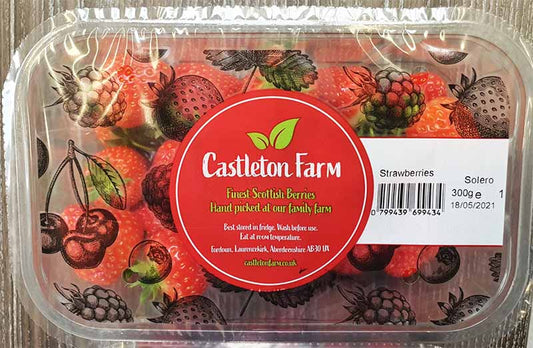 Castleton Farm
Finest Scottish Berries
Hand picked at our family farm
Best stored in fridge. Wash before use.
Eat at room temperature.
Fordoun, Laurencekirk, Aberdeenshire AB30 1JX
castletonfarm.co.uk
Strawberries Solero
300g e 1
18/05/2021
0 799439 699434